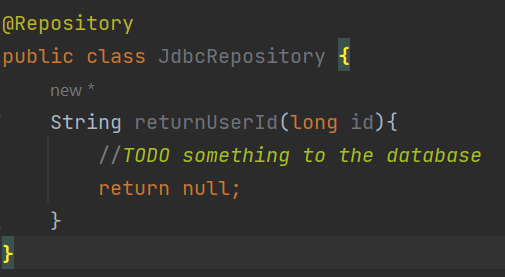 @Repository
public class JdbcRepository {
new *
String returnUserId(long id){
//TODO something to the database
return null;
}
}